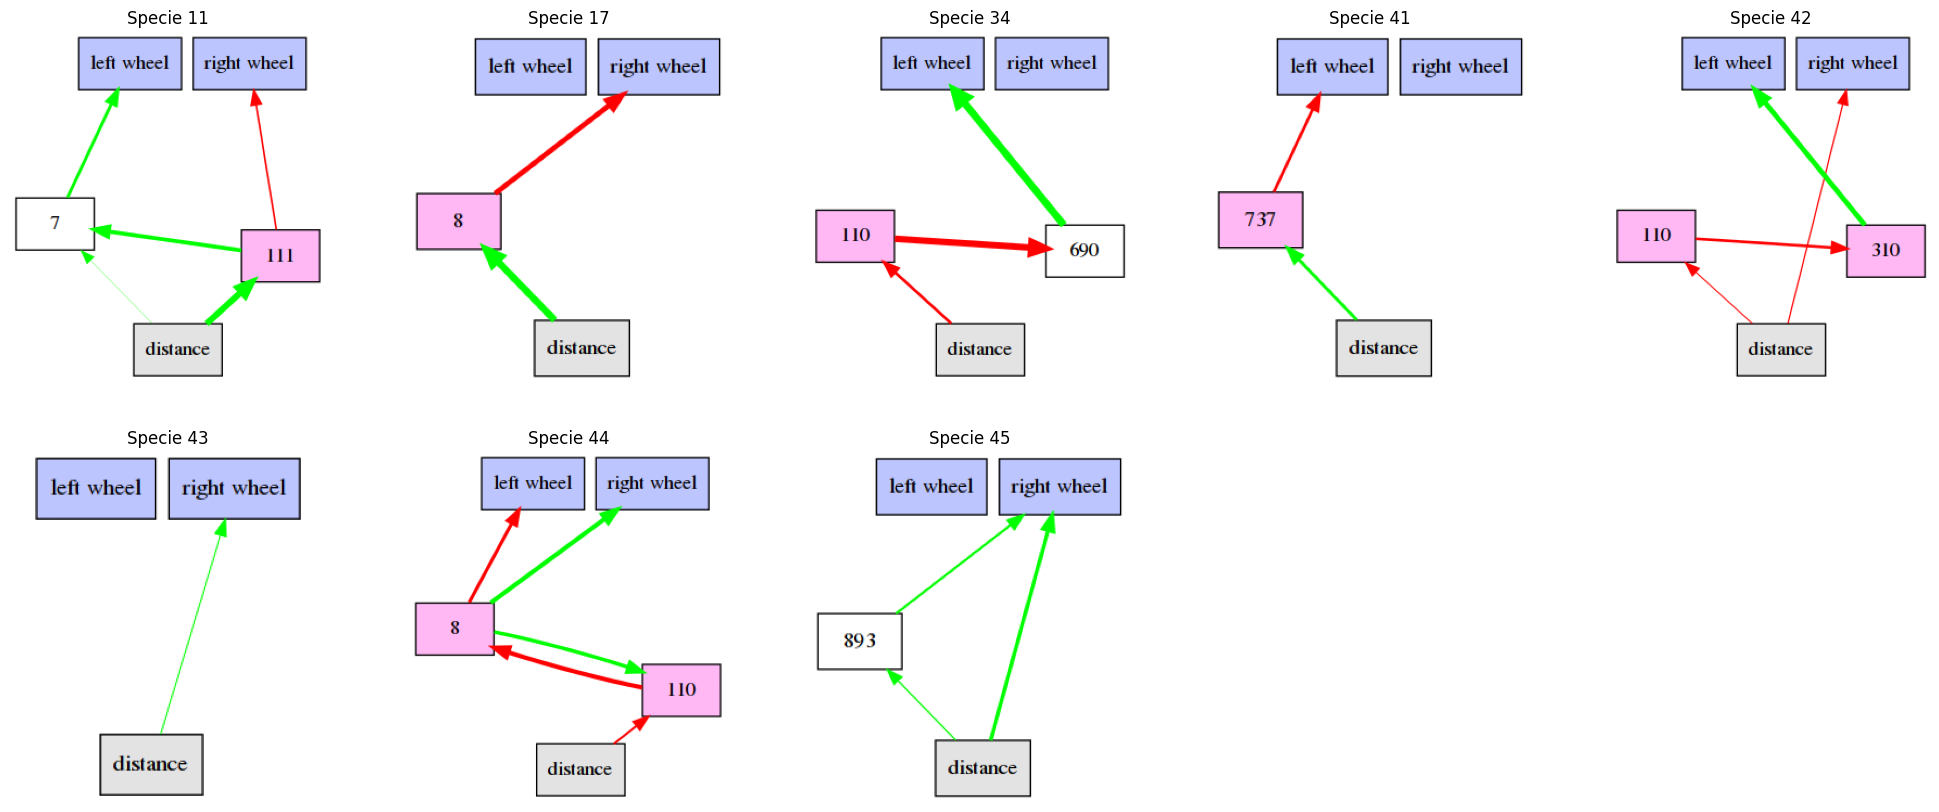 Specie 11
left wheel
right wheel
7
111
distance
Specie 17
left wheel
right wheel
8
distance
Specie 34
left wheel
right wheel
110
690
distance
Specie 41
left wheel
right wheel
737
distance
Specie 42
left wheel
right wheel
110
310
distance
Specie 43
left wheel
right wheel
distance
Specie 44
left wheel
right wheel
8
110
distance
Specie 45
left wheel
right wheel
893
distance